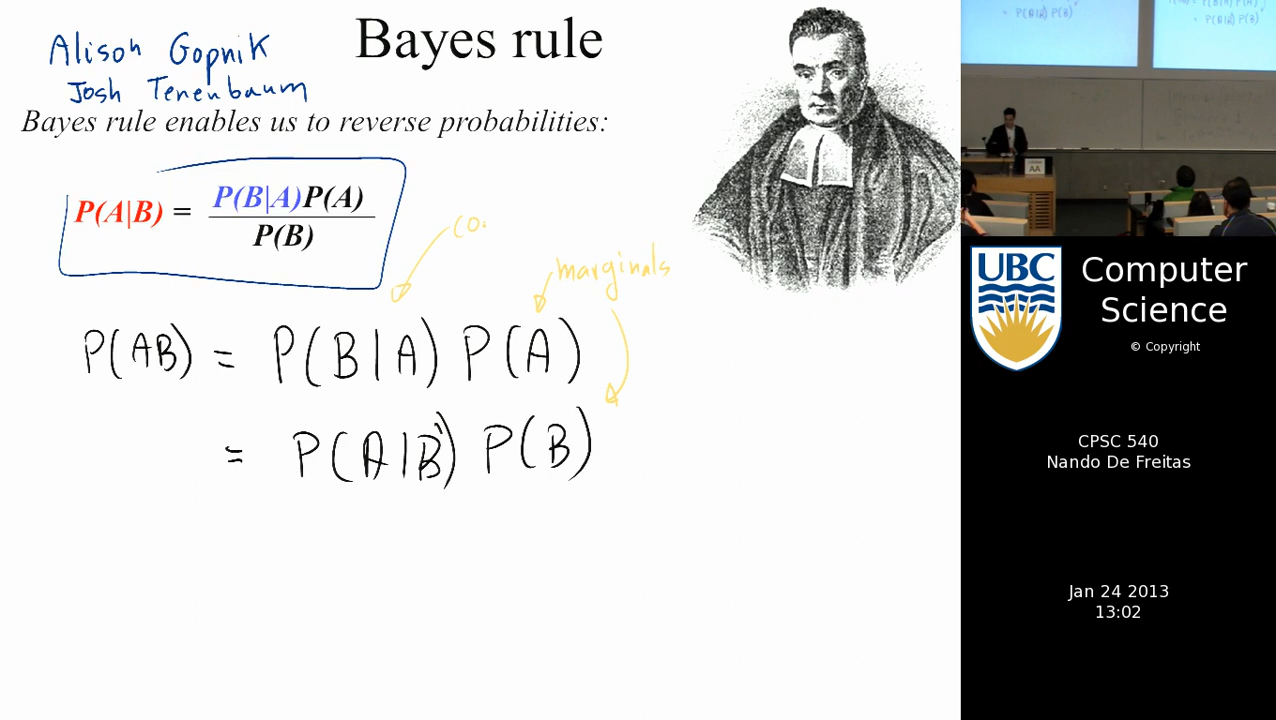 Bayes rule
Alison Gopnik
Josh Tenenbaum
Bayes rule enables us to reverse probabilities:
P(A|B) = P(B|A)P(A) / P(B)
marginals
P(AB) = P(B|A) P(A)
= P(A|B) P(B)
AA
UBC
Computer
Science
© Copyright
CPSC 540
Nando De Freitas
Jan 24 2013
13:02